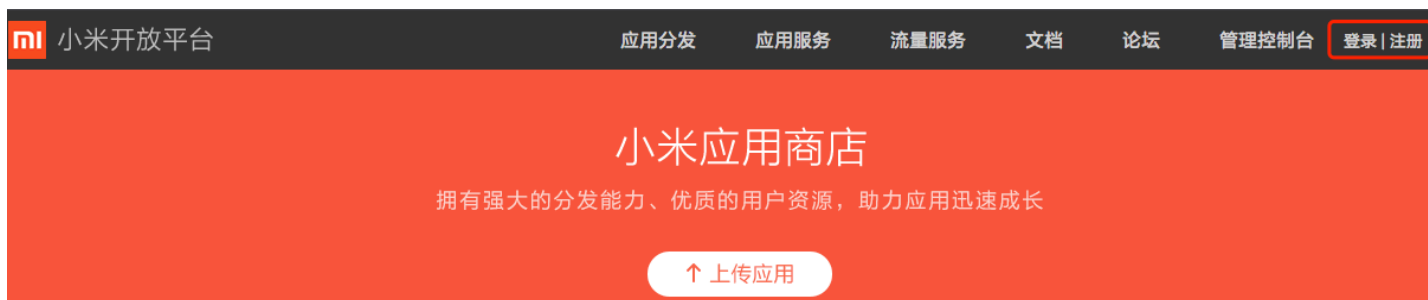 mi 小米开放平台 应用分发 应用服务 流量服务 文档 论坛 管理控制台 登录 | 注册
小米应用商店
拥有强大的分发能力、优质的用户资源，助力应用迅速成长
↑ 上传应用